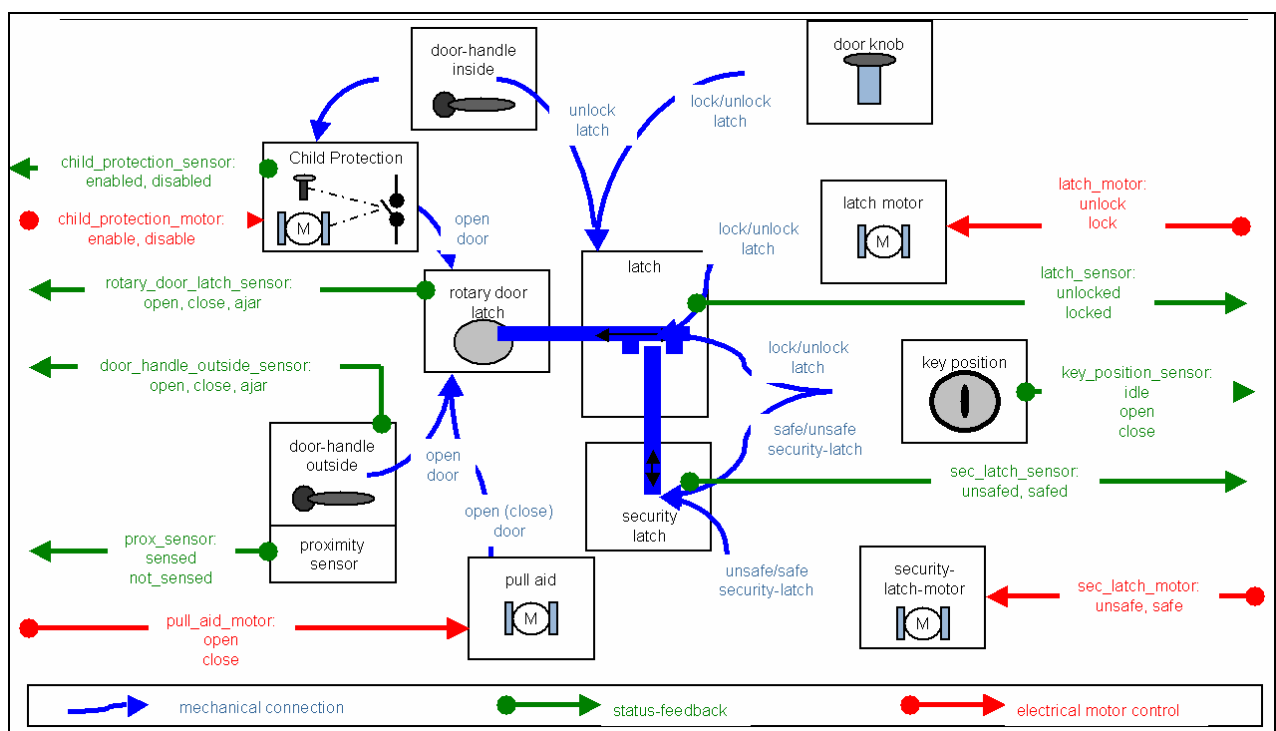 door-handle
inside
door knob
unlock
latch
lock/unlock
latch
Child Protection
M
child_protection_sensor:
enabled, disabled
child_protection_motor:
enable, disable
open
door
latch motor
M
latch_motor:
unlock
lock
lock/unlock
latch
latch
rotary_door_latch_sensor:
open, close, ajar
rotary door
latch
latch_sensor:
unlocked
locked
door_handle_outside_sensor:
open, close, ajar
lock/unlock
latch
key position
key_position_sensor:
idle
open
close
door-handle
outside
open
door
safe/unsafe
security-latch
sec_latch_sensor:
unsafed, safed
open (close)
door
security
latch
prox_sensor:
sensed
not_sensed
proximity
sensor
pull aid
M
unsafe/safe
security-latch
security-
latch-motor
M
sec_latch_motor:
unsafe, safe
pull_aid_motor:
open
close
mechanical connection
status-feedback
electrical motor control